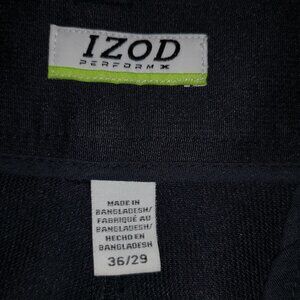 IZOD
PERFORM X
MADE IN
BANGLADESH/
FABRIQUÉ AU
BANGLADESH/
HECHO EN
BANGLADESH
36/29